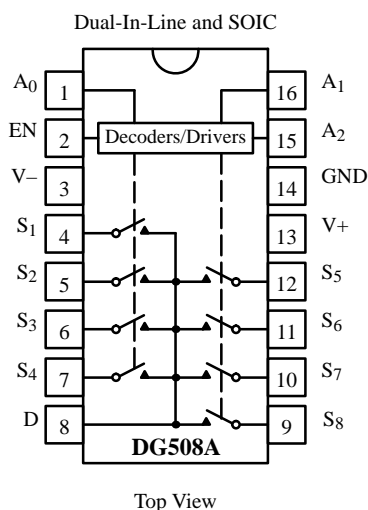 Dual-In-Line and SOIC
A0 1 16 A1
EN 2 Decoders/Drivers 15 A2
V– 3 14 GND
S1 4 13 V+
S2 5 12 S5
S3 6 11 S6
S4 7 10 S7
D 8 9 S8
DG508A
Top View